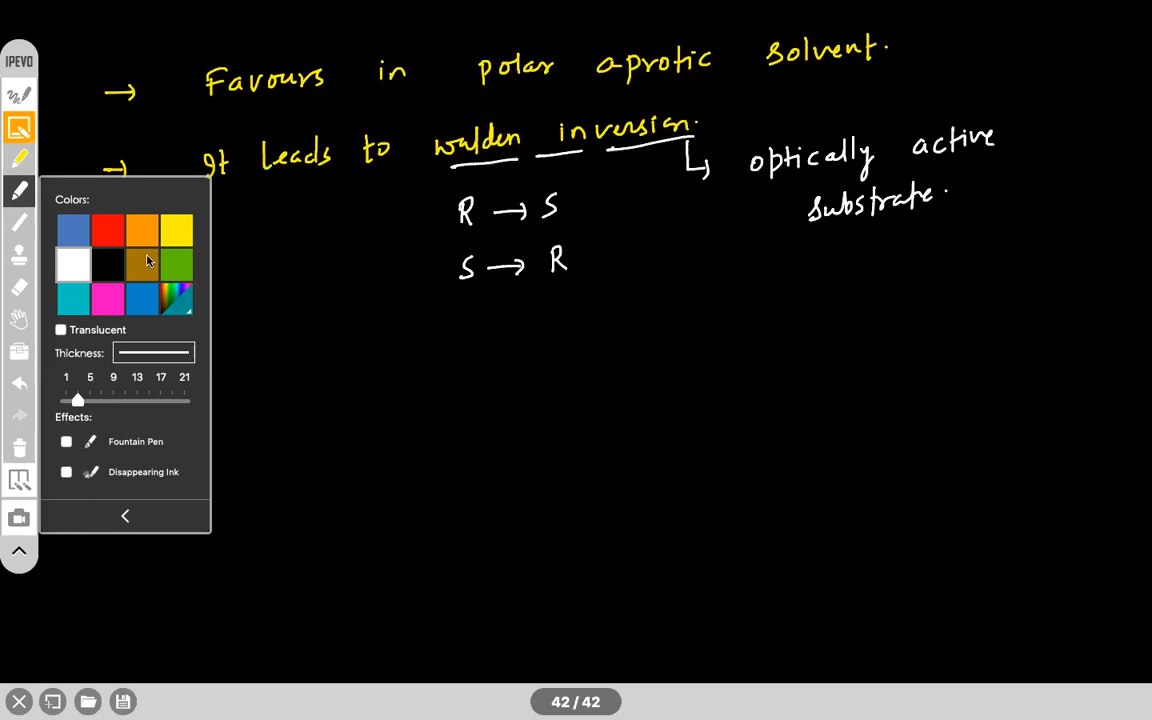 IPEVO
→ Favours in polar aprotic solvent.
→ It leads to walden inversion.
↳ optically active
substrate.
R → S
S → R
Colors:
Translucent
Thickness:
1 5 9 13 17 21
Effects:
Fountain Pen
Disappearing Ink
42 / 42